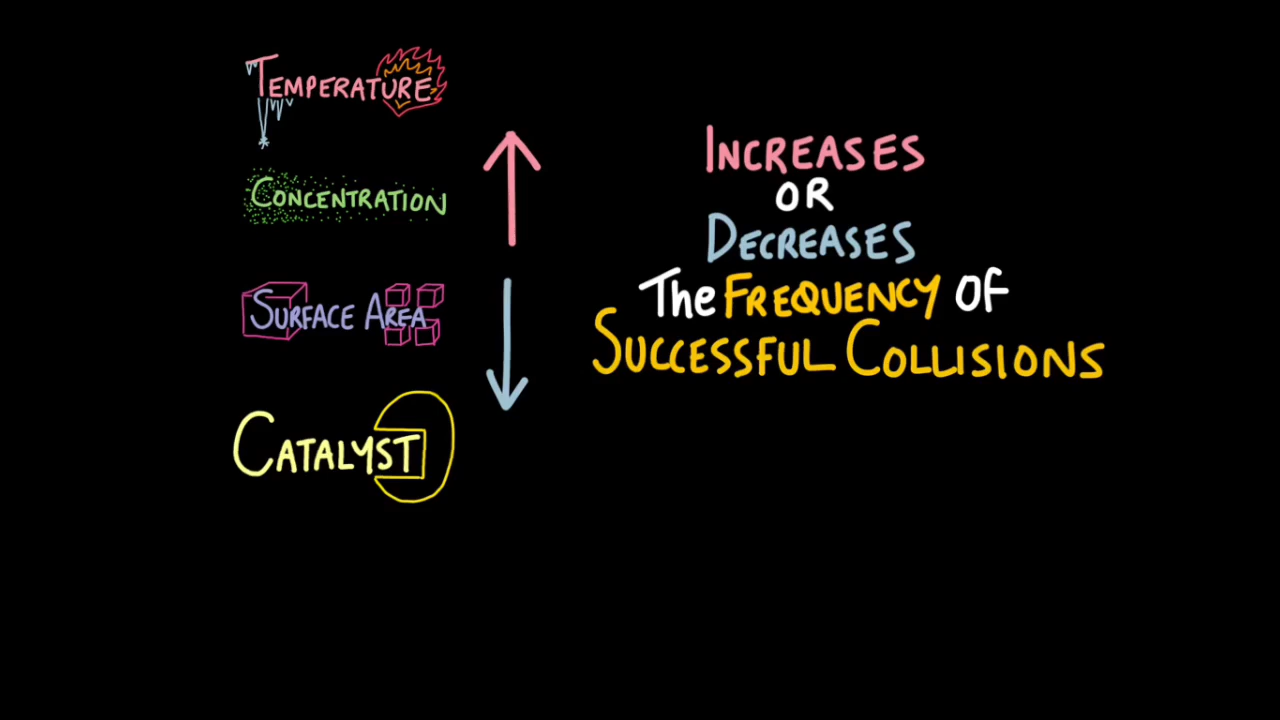 Temperature
Concentration
Surface Area
Catalyst
Increases
or
Decreases
The Frequency of
Successful Collisions